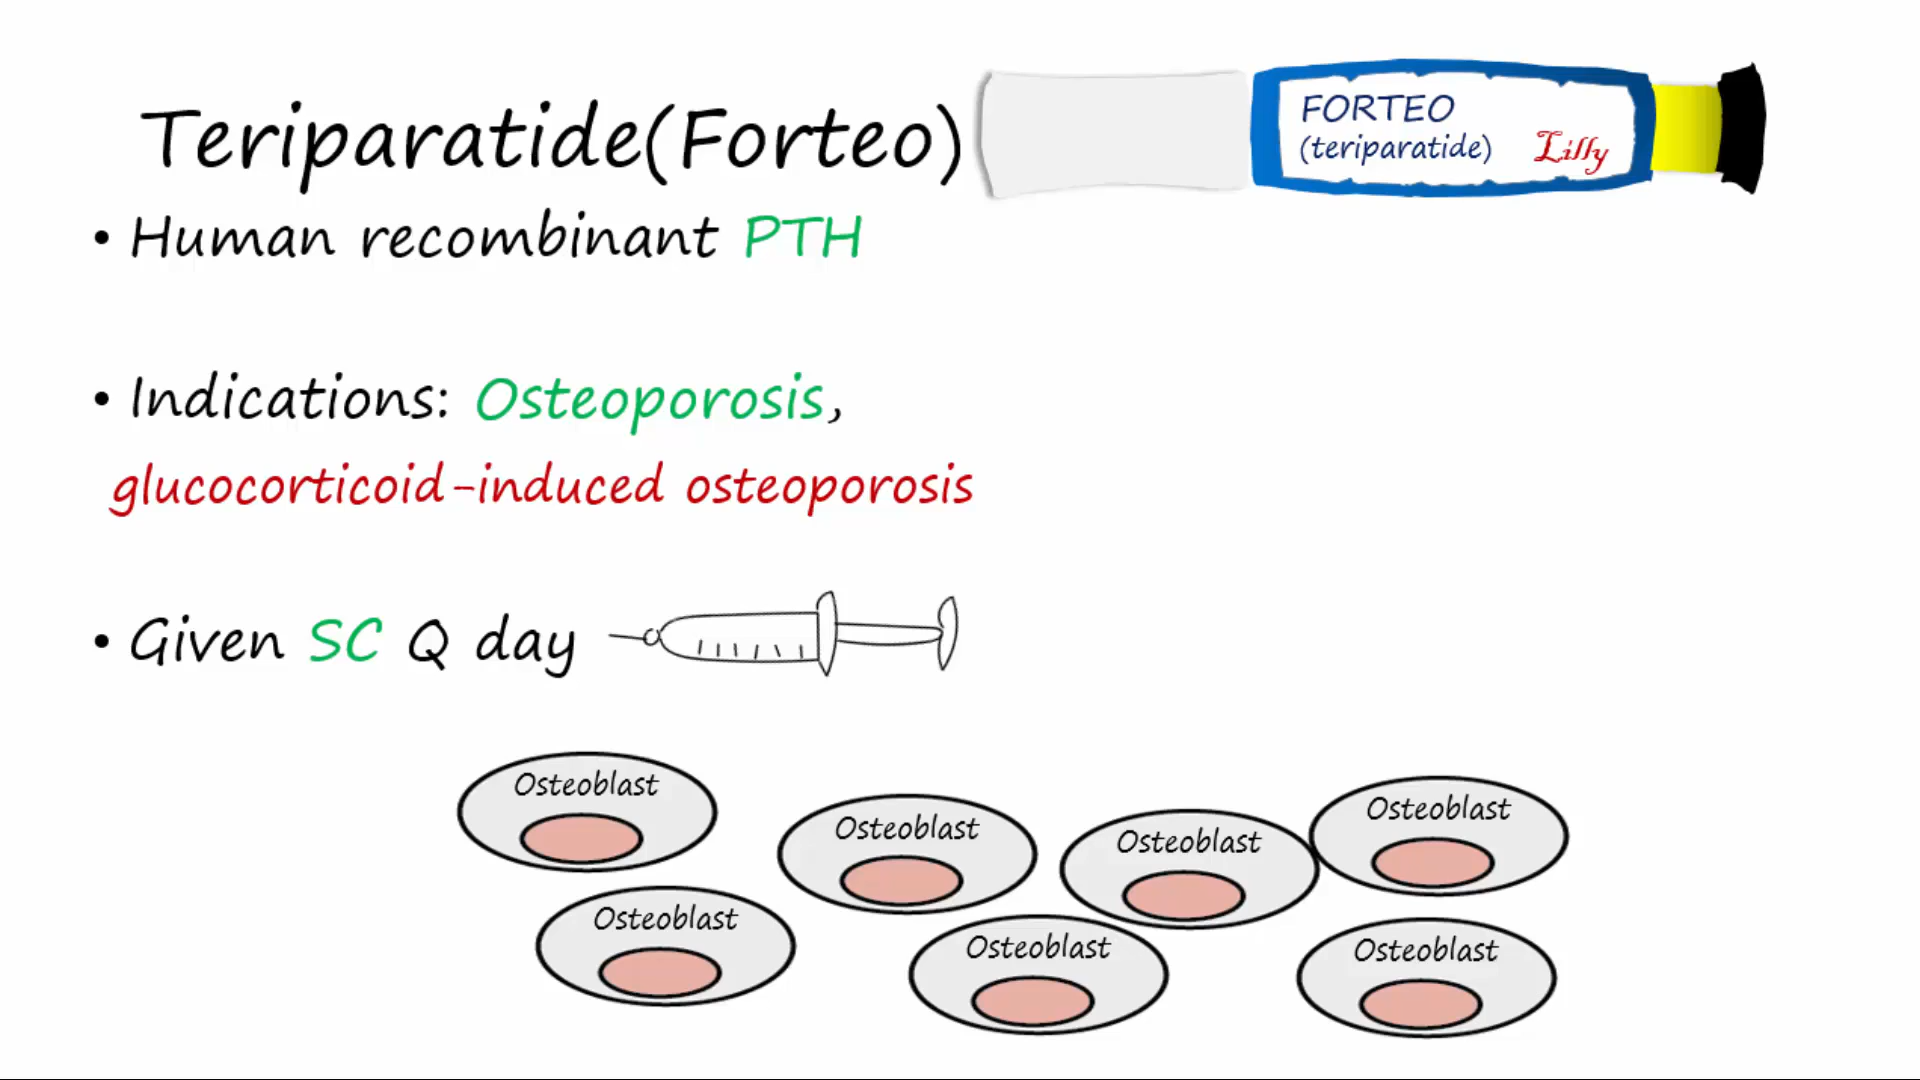 Teriparatide(Forteo)
FORTEO
(teriparatide)
Lilly
• Human recombinant PTH
• Indications: Osteoporosis,
glucocorticoid-induced osteoporosis
• Given SC Q day
Osteoblast
Osteoblast
Osteoblast
Osteoblast
Osteoblast
Osteoblast
Osteoblast